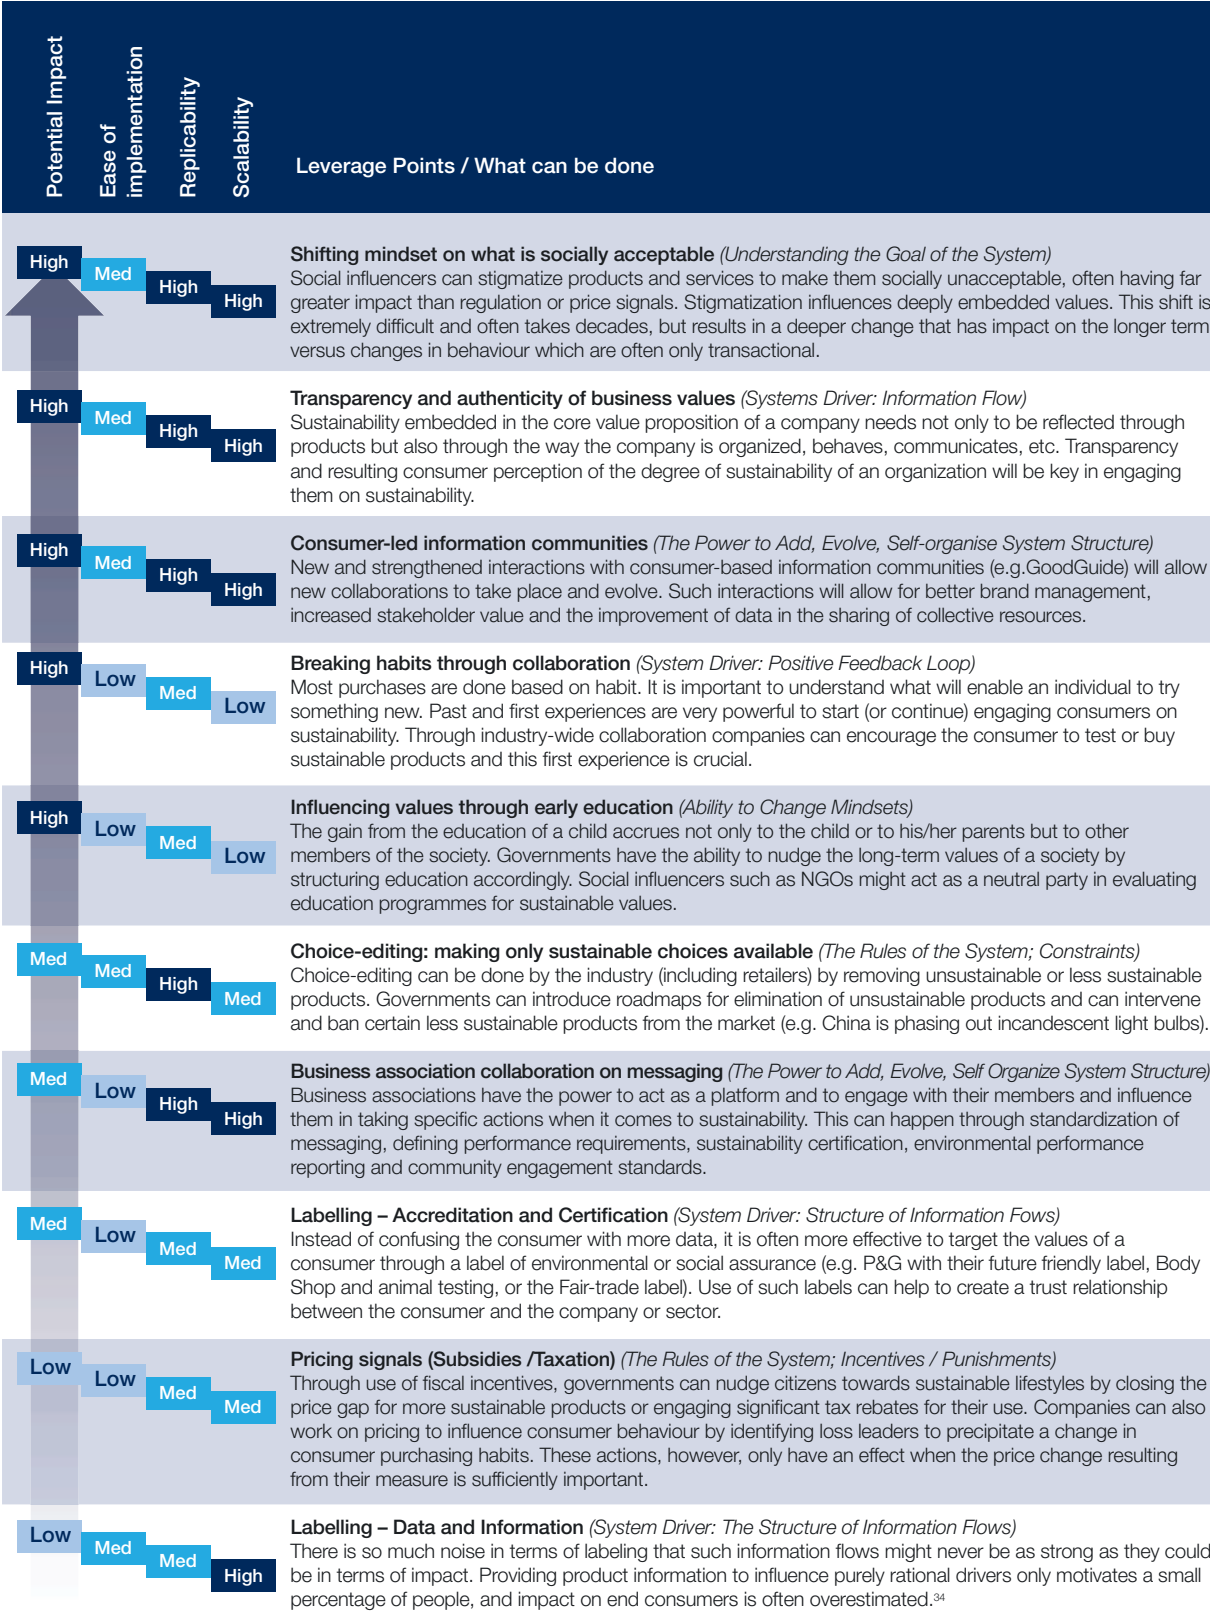 Potential Impact
Ease of
implementation
Replicability
Scalability
Leverage Points / What can be done
High
Med
High
High
Shifting mindset on what is socially acceptable (Understanding the Goal of the System)
Social influencers can stigmatize products and services to make them socially unacceptable, often having far
greater impact than regulation or price signals. Stigmatization influences deeply embedded values. This shift is
extremely difficult and often takes decades, but results in a deeper change that has impact on the longer term
versus changes in behaviour which are often only transactional.
High
Med
High
High
Transparency and authenticity of business values (Systems Driver: Information Flow)
Sustainability embedded in the core value proposition of a company needs not only to be reflected through
products but also through the way the company is organized, behaves, communicates, etc. Transparency
and resulting consumer perception of the degree of sustainability of an organization will be key in engaging
them on sustainability.
High
Med
High
High
Consumer-led information communities (The Power to Add, Evolve, Self-organise System Structure)
New and strengthened interactions with consumer-based information communities (e.g.GoodGuide) will allow
new collaborations to take place and evolve. Such interactions will allow for better brand management,
increased stakeholder value and the improvement of data in the sharing of collective resources.
High
Low
Med
Low
Breaking habits through collaboration (System Driver: Positive Feedback Loop)
Most purchases are done based on habit. It is important to understand what will enable an individual to try
something new. Past and first experiences are very powerful to start (or continue) engaging consumers on
sustainability. Through industry-wide collaboration companies can encourage the consumer to test or buy
sustainable products and this first experience is crucial.
High
Low
Med
Low
Influencing values through early education (Ability to Change Mindsets)
The gain from the education of a child accrues not only to the child or to his/her parents but to other
members of the society. Governments have the ability to nudge the long-term values of a society by
structuring education accordingly. Social influencers such as NGOs might act as a neutral party in evaluating
education programmes for sustainable values.
Med
Med
High
Med
Choice-editing: making only sustainable choices available (The Rules of the System; Constraints)
Choice-editing can be done by the industry (including retailers) by removing unsustainable or less sustainable
products. Governments can introduce roadmaps for elimination of unsustainable products and can intervene
and ban certain less sustainable products from the market (e.g. China is phasing out incandescent light bulbs).
Med
Low
High
High
Business association collaboration on messaging (The Power to Add, Evolve, Self Organize System Structure)
Business associations have the power to act as a platform and to engage with their members and influence
them in taking specific actions when it comes to sustainability. This can happen through standardization of
messaging, defining performance requirements, sustainability certification, environmental performance
reporting and community engagement standards.
Med
Low
Med
Med
Labelling – Accreditation and Certification (System Driver: Structure of Information Fows)
Instead of confusing the consumer with more data, it is often more effective to target the values of a
consumer through a label of environmental or social assurance (e.g. P&G with their future friendly label, Body
Shop and animal testing, or the Fair-trade label). Use of such labels can help to create a trust relationship
between the consumer and the company or sector.
Low
Low
Med
Med
Pricing signals (Subsidies /Taxation) (The Rules of the System; Incentives / Punishments)
Through use of fiscal incentives, governments can nudge citizens towards sustainable lifestyles by closing the
price gap for more sustainable products or engaging significant tax rebates for their use. Companies can also
work on pricing to influence consumer behaviour by identifying loss leaders to precipitate a change in
consumer purchasing habits. These actions, however, only have an effect when the price change resulting
from their measure is sufficiently important.
Low
Med
Med
High
Labelling – Data and Information (System Driver: The Structure of Information Flows)
There is so much noise in terms of labeling that such information flows might never be as strong as they could
be in terms of impact. Providing product information to influence purely rational drivers only motivates a small
percentage of people, and impact on end consumers is often overestimated.³⁴